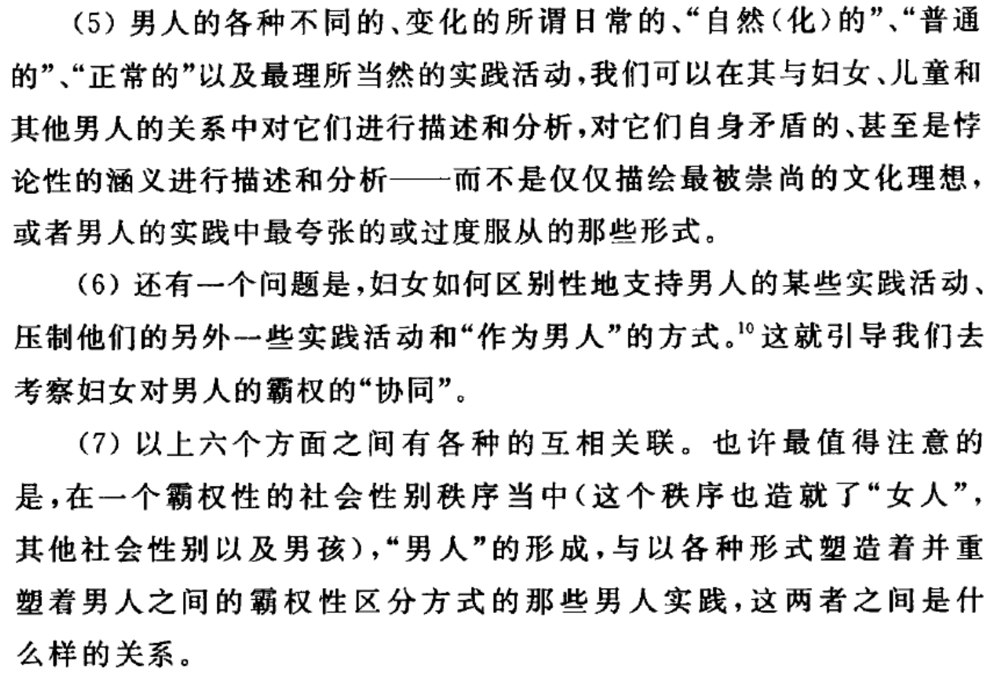 （5）男人的各种不同的、变化的所谓日常的、“自然（化）的”、“普通
的”、“正常的”以及最理所当然的实践活动，我们可以在其与妇女、儿童和
其他男人的关系中对它们进行描述和分析，对它们自身矛盾的、甚至是悖
论性的涵义进行描述和分析——而不是仅仅描绘最被崇尚的文化理想，
或者男人的实践中最夸张的或过度服从的那些形式。
（6）还有一个问题是，妇女如何区别性地支持男人的某些实践活动、
压制他们的另外一些实践活动和“作为男人”的方式。10 这就引导我们去
考察妇女对男人的霸权的“协同”。
（7）以上六个方面之间有各种的互相关联。也许最值得注意的
是，在一个霸权性的社会性别秩序当中（这个秩序也造就了“女人”，
其他社会性别以及男孩），“男人”的形成，与以各种形式塑造着并重
塑着男人之间的霸权性区分方式的那些男人实践，这两者之间是什
么样的关系。